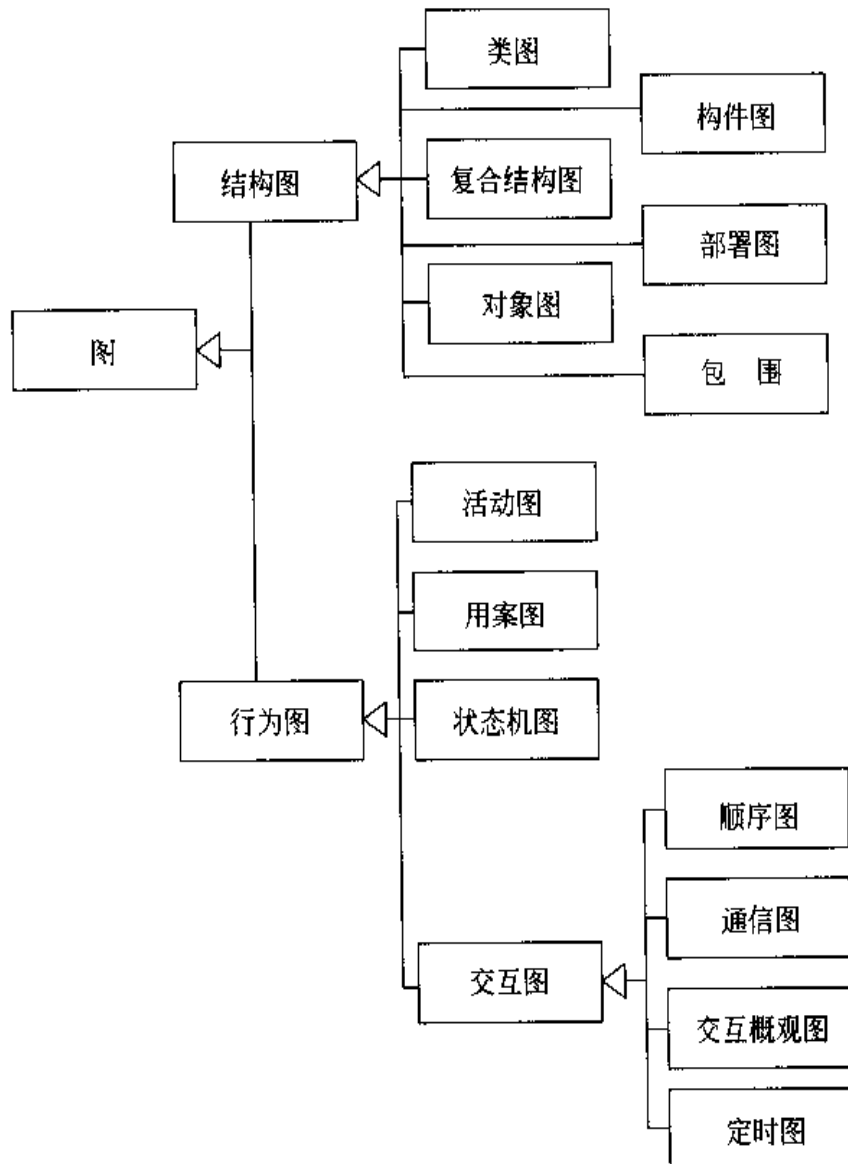 类图
构件图
结构图
复合结构图
部署图
对象图
图
包 围
活动图
用案图
行为图
状态机图
顺序图
通信图
交互图
交互概观图
定时图